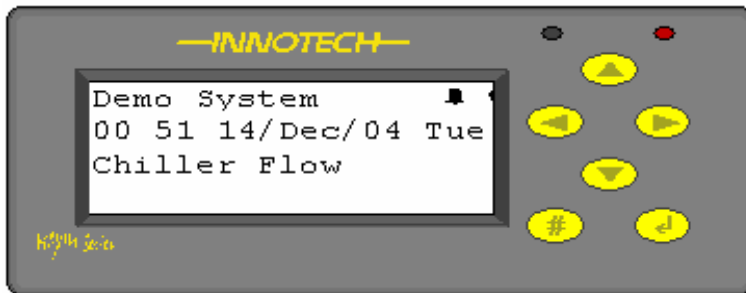 INNOTECH
Demo System
00 51 14/Dec/04 Tue
Chiller Flow
#